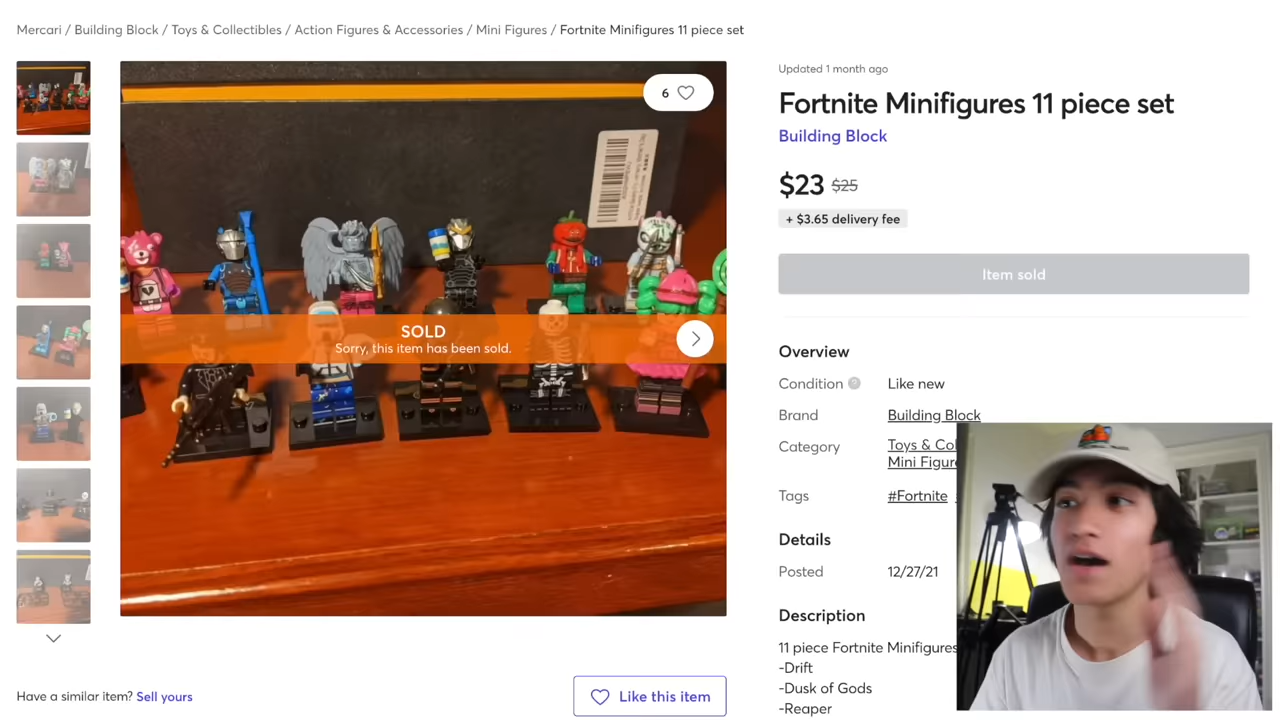 Mercari / Building Block / Toys & Collectibles / Action Figures & Accessories / Mini Figures / Fortnite Minifigures 11 piece set
6
SOLD
Sorry, this item has been sold.
Have a similar item? Sell yours
Like this item
Updated 1 month ago
Fortnite Minifigures 11 piece set
Building Block
$23 $25
+ $3.65 delivery fee
Item sold
Overview
Condition ? Like new
Brand Building Block
Category Toys &
Mini
Tags #Fortnite
Details
Posted 12/27/21
Description
11 piece Fortnite Minifigures
-Drift
-Dusk of Gods
-Reaper